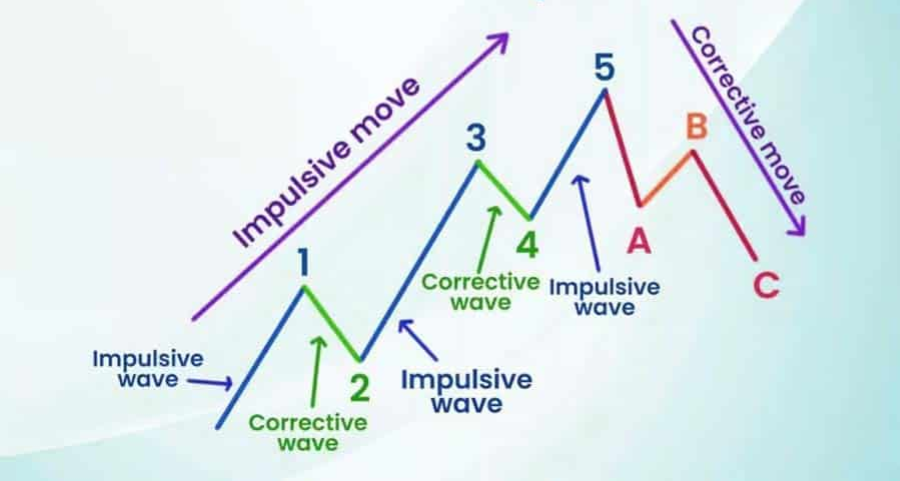 Impulsive move
Corrective move
5
3
B
1
4
A
C
2
Corrective
wave
Impulsive
wave
Impulsive
wave
Impulsive
wave
Corrective
wave